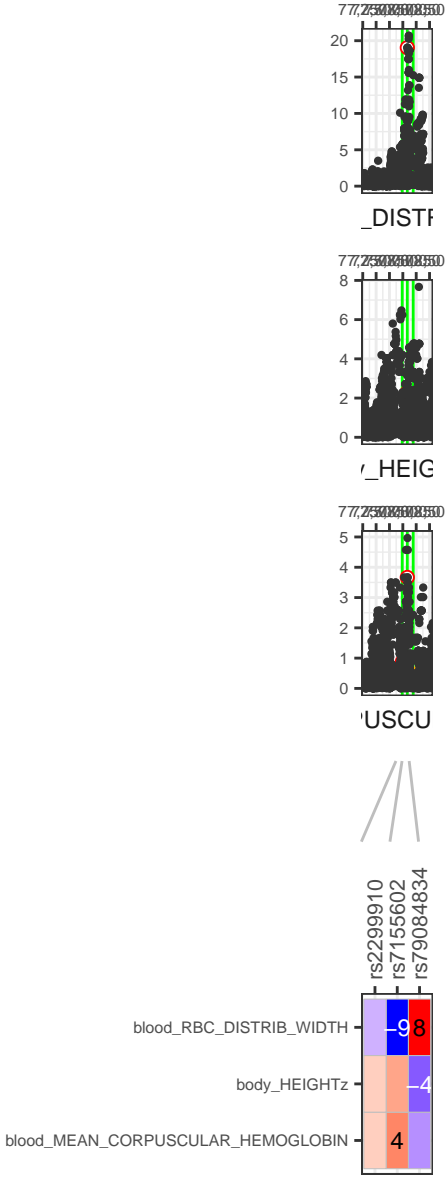 20
15
10
5
0
_DISTR
8
6
4
2
0
_HEIG
5
4
3
2
1
0
USCU
rs2299910
rs7155602
rs79084834
blood_RBC_DISTRIB_WIDTH −9 8
body_HEIGHTz −4
blood_MEAN_CORPUSCULAR_HEMOGLOBIN 4